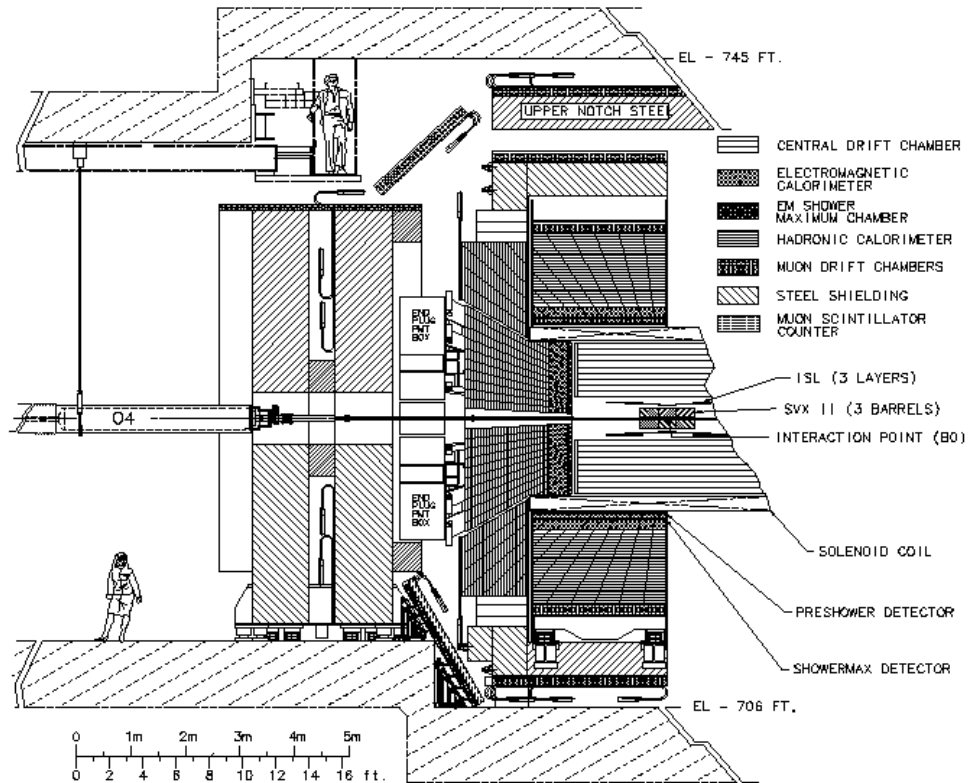 EL - 745 FT.
UPPER NOTCH STEEL
CENTRAL DRIFT CHAMBER
ELECTROMAGNETIC
CALORIMETER
EM SHOWER
MAXIMUM CHAMBER
HADRONIC CALORIMETER
MUON DRIFT CHAMBERS
STEEL SHIELDING
MUON SCINTILLATOR
COUNTER
END
PLUG
PMT
BOX
ISL (3 LAYERS)
SVX II (3 BARRELS)
INTERACTION POINT (B0)
Q4
END
PLUG
PMT
BOX
SOLENOID COIL
PRESHOWER DETECTOR
SHOWERMAX DETECTOR
EL - 706 FT.
0 1m 2m 3m 4m 5m
0 2 4 6 8 10 12 14 16 ft.